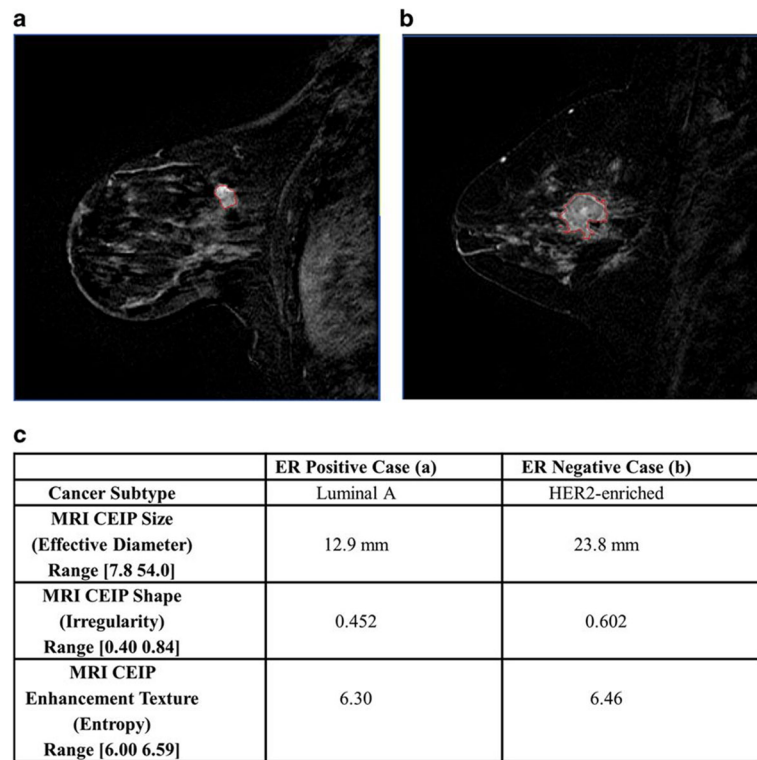 a
b
c
ER Positive Case (a)
ER Negative Case (b)
Cancer Subtype
Luminal A
HER2-enriched
MRI CEIP Size
(Effective Diameter)
Range [7.8 54.0]
12.9 mm
23.8 mm
MRI CEIP Shape
(Irregularity)
Range [0.40 0.84]
0.452
0.602
MRI CEIP
Enhancement Texture
(Entropy)
Range [6.00 6.59]
6.30
6.46